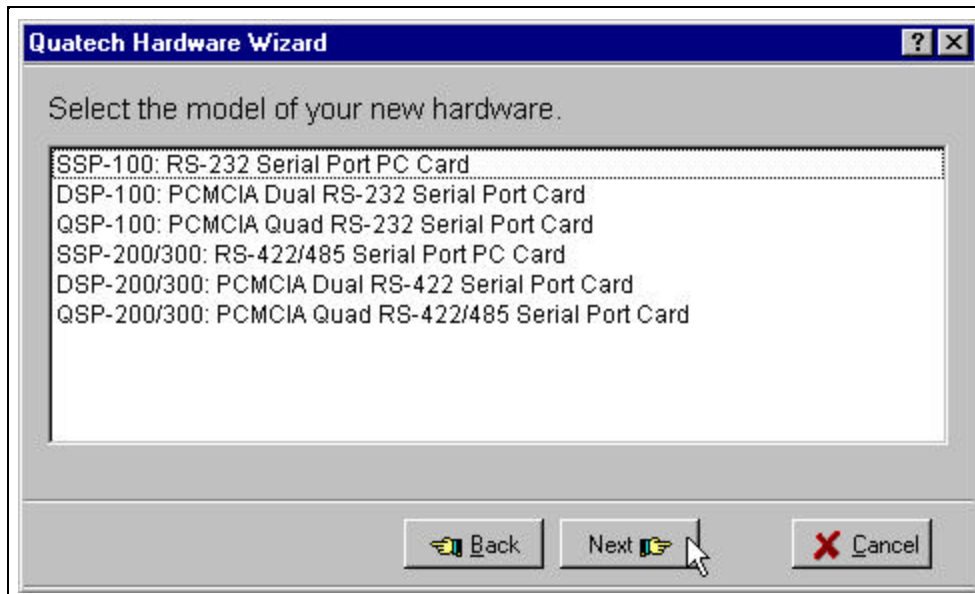 Quatech Hardware Wizard
Select the model of your new hardware.
SSP-100: RS-232 Serial Port PC Card
DSP-100: PCMCIA Dual RS-232 Serial Port Card
QSP-100: PCMCIA Quad RS-232 Serial Port Card
SSP-200/300: RS-422/485 Serial Port PC Card
DSP-200/300: PCMCIA Dual RS-422 Serial Port Card
QSP-200/300: PCMCIA Quad RS-422/485 Serial Port Card
Back Next Cancel